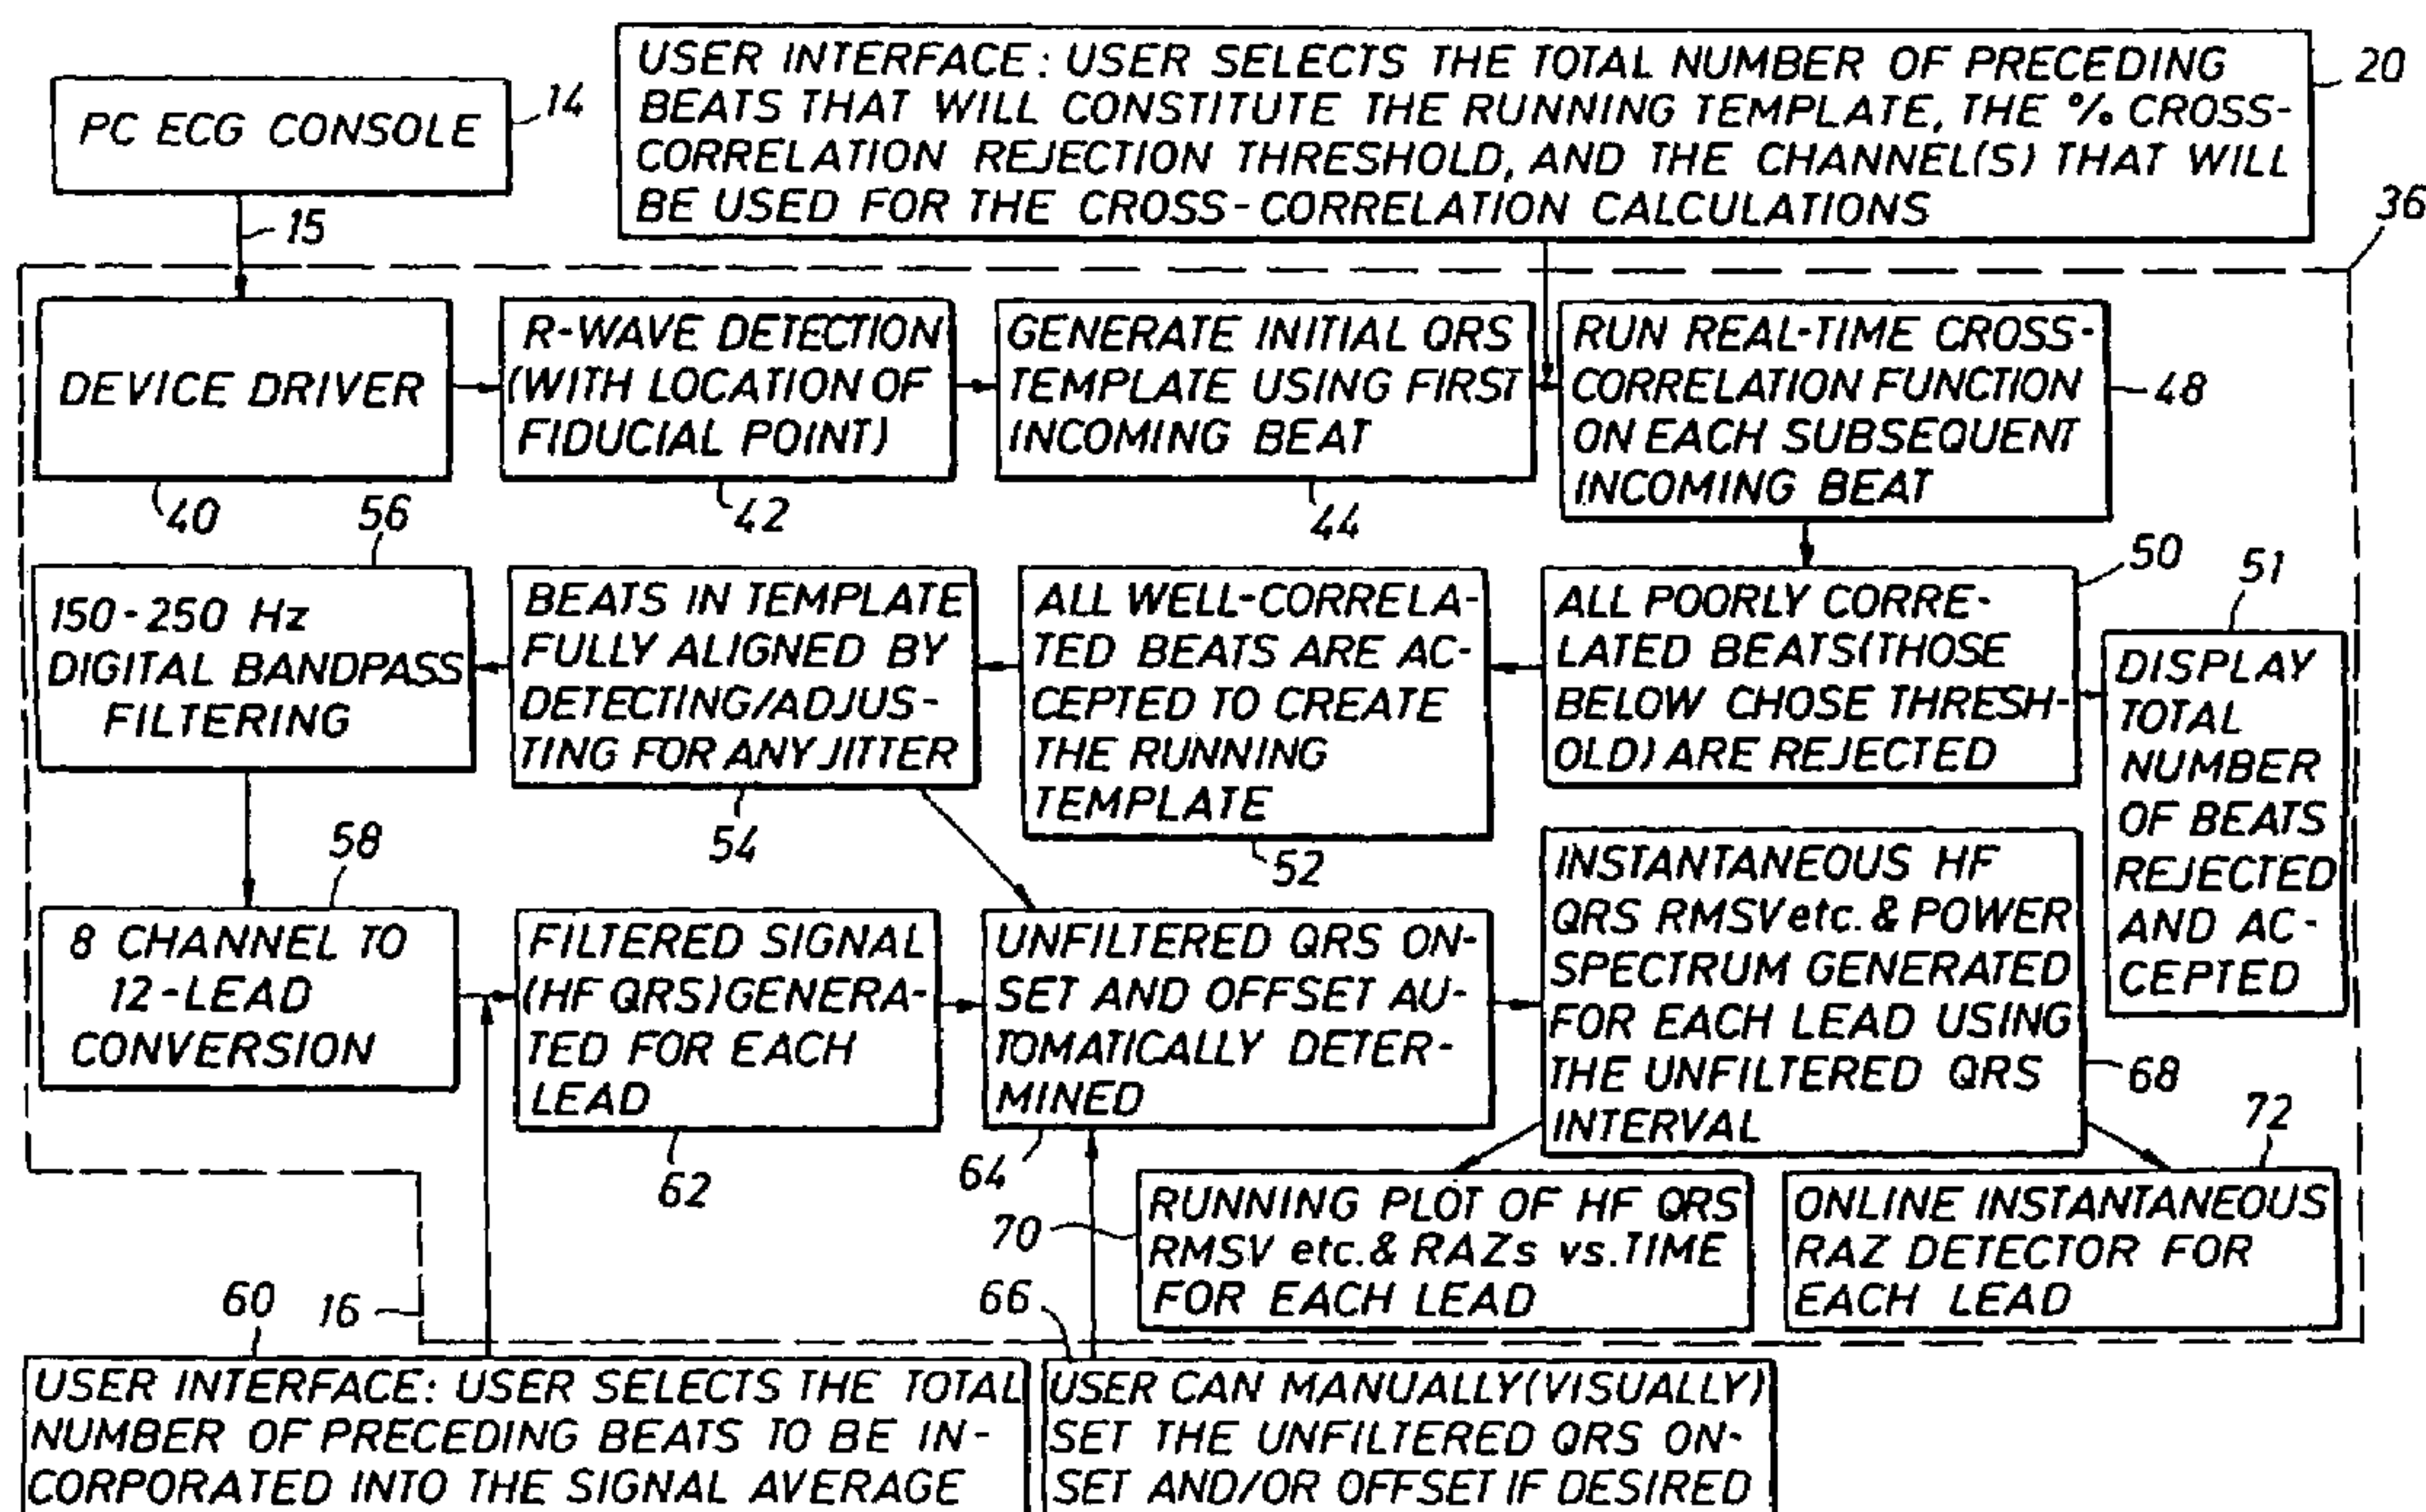 PC ECG CONSOLE
14
15
USER INTERFACE: USER SELECTS THE TOTAL NUMBER OF PRECEDING
BEATS THAT WILL CONSTITUTE THE RUNNING TEMPLATE, THE % CROSS-
CORRELATION REJECTION THRESHOLD, AND THE CHANNEL(S) THAT WILL
BE USED FOR THE CROSS-CORRELATION CALCULATIONS
20
36
DEVICE DRIVER
40
R-WAVE DETECTION
(WITH LOCATION OF
FIDUCIAL POINT)
42
GENERATE INITIAL QRS
TEMPLATE USING FIRST
INCOMING BEAT
44
RUN REAL-TIME CROSS-
CORRELATION FUNCTION
ON EACH SUBSEQUENT
INCOMING BEAT
48
56
150-250 Hz
DIGITAL BANDPASS
FILTERING
BEATS IN TEMPLATE
FULLY ALIGNED BY
DETECTING/ADJUS-
TING FOR ANY JITTER
54
ALL WELL-CORRELA-
TED BEATS ARE AC-
CEPTED TO CREATE
THE RUNNING
TEMPLATE
52
ALL POORLY CORRE-
LATED BEATS(THOSE
BELOW CHOSE THRESH-
OLD) ARE REJECTED
50
51
DISPLAY
TOTAL
NUMBER
OF BEATS
REJECTED
AND AC-
CEPTED
58
8 CHANNEL TO
12-LEAD
CONVERSION
FILTERED SIGNAL
(HF QRS)GENERA-
TED FOR EACH
LEAD
62
UNFILTERED QRS ON-
SET AND OFFSET AU-
TOMATICALLY DETER-
MINED
64
INSTANTANEOUS HF
QRS RMSV etc. & POWER
SPECTRUM GENERATED
FOR EACH LEAD USING
THE UNFILTERED QRS
INTERVAL
68
70
RUNNING PLOT OF HF QRS
RMSV etc. & RAZs vs. TIME
FOR EACH LEAD
72
ONLINE INSTANTANEOUS
RAZ DETECTOR FOR
EACH LEAD
60
16
USER INTERFACE: USER SELECTS THE TOTAL
NUMBER OF PRECEDING BEATS TO BE IN-
CORPORATED INTO THE SIGNAL AVERAGE
66
USER CAN MANUALLY(VISUALLY)
SET THE UNFILTERED QRS ON-
SET AND/OR OFFSET IF DESIRED